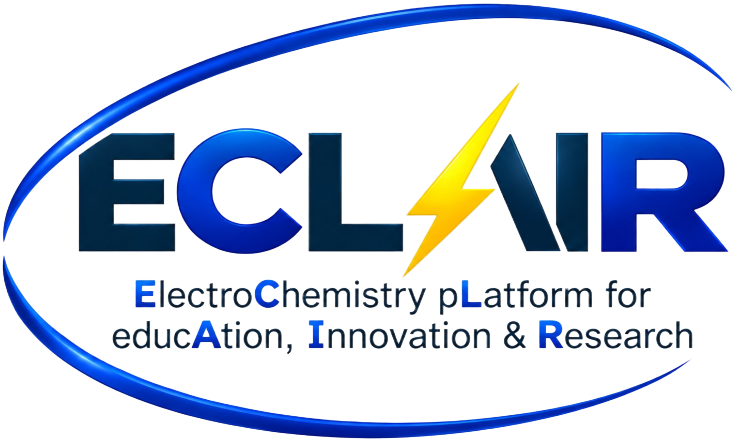 ECLAIR
ElectroChemistry pLatform for
educAtion, Innovation & Research